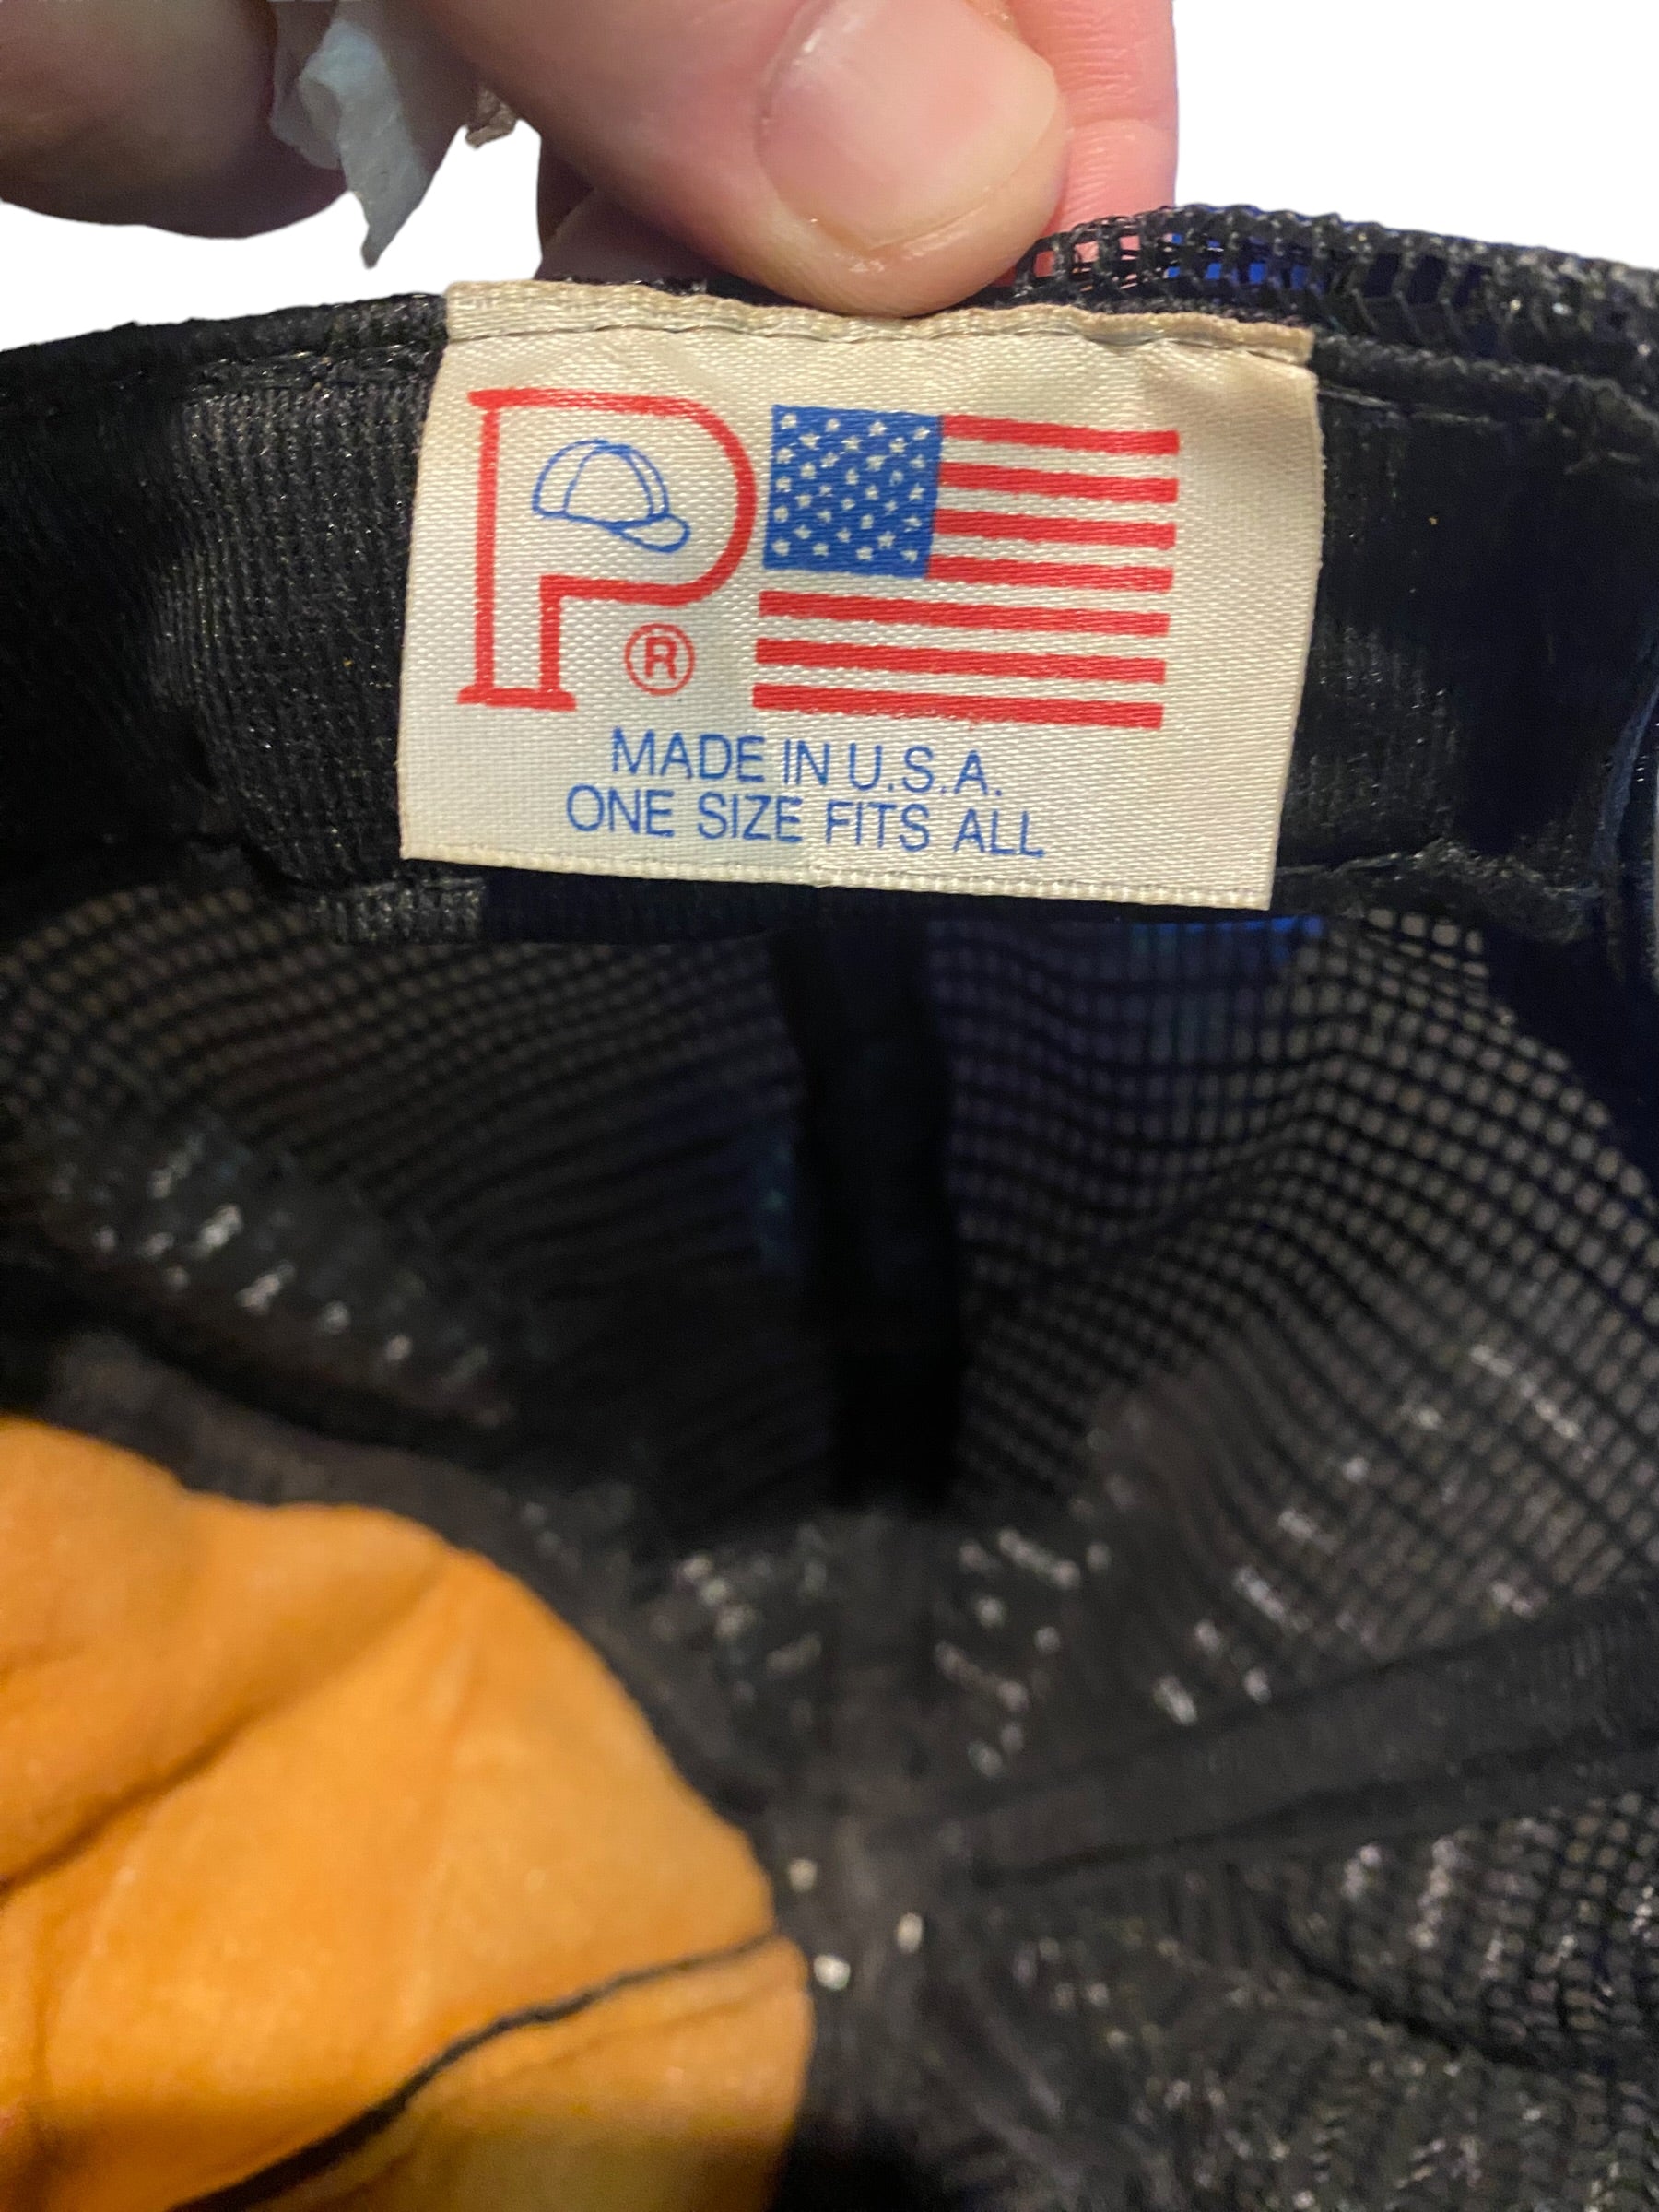 P
®
MADE IN U.S.A.
ONE SIZE FITS ALL